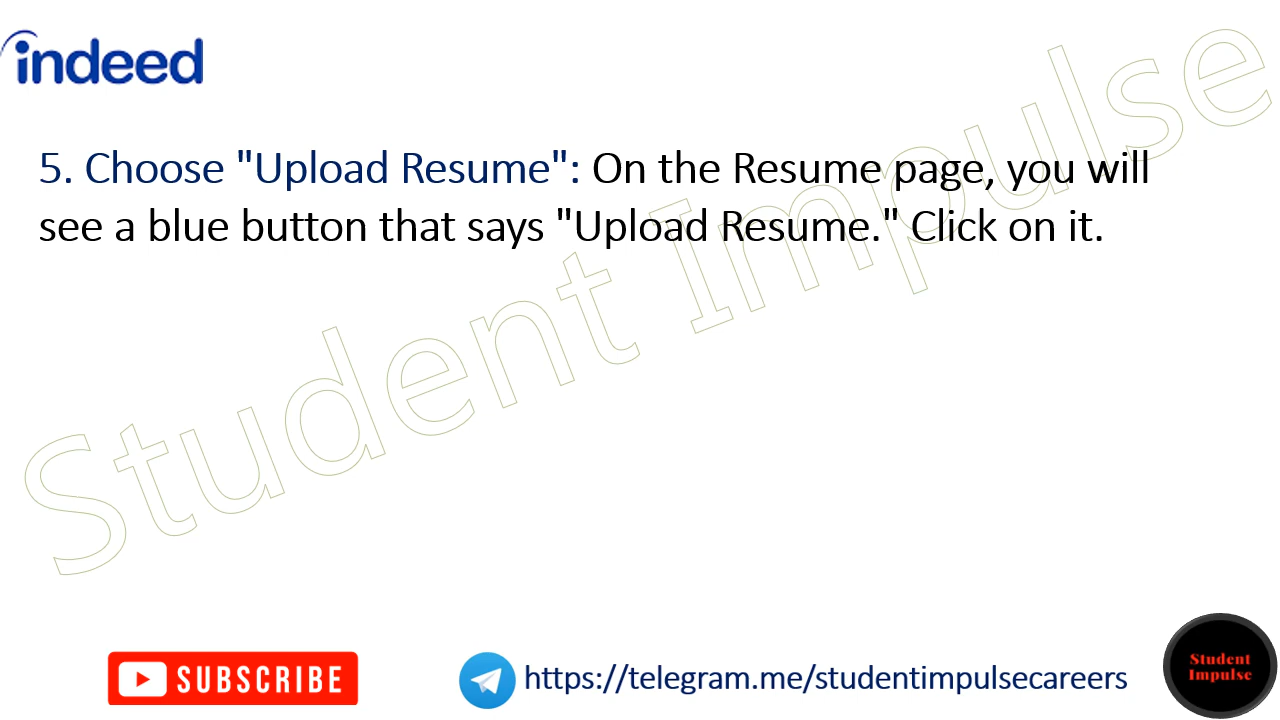 indeed
5. Choose "Upload Resume": On the Resume page, you will
see a blue button that says "Upload Resume." Click on it.
Student Impulse
SUBSCRIBE
https://telegram.me/studentimpulsecareers
Student
Impulse